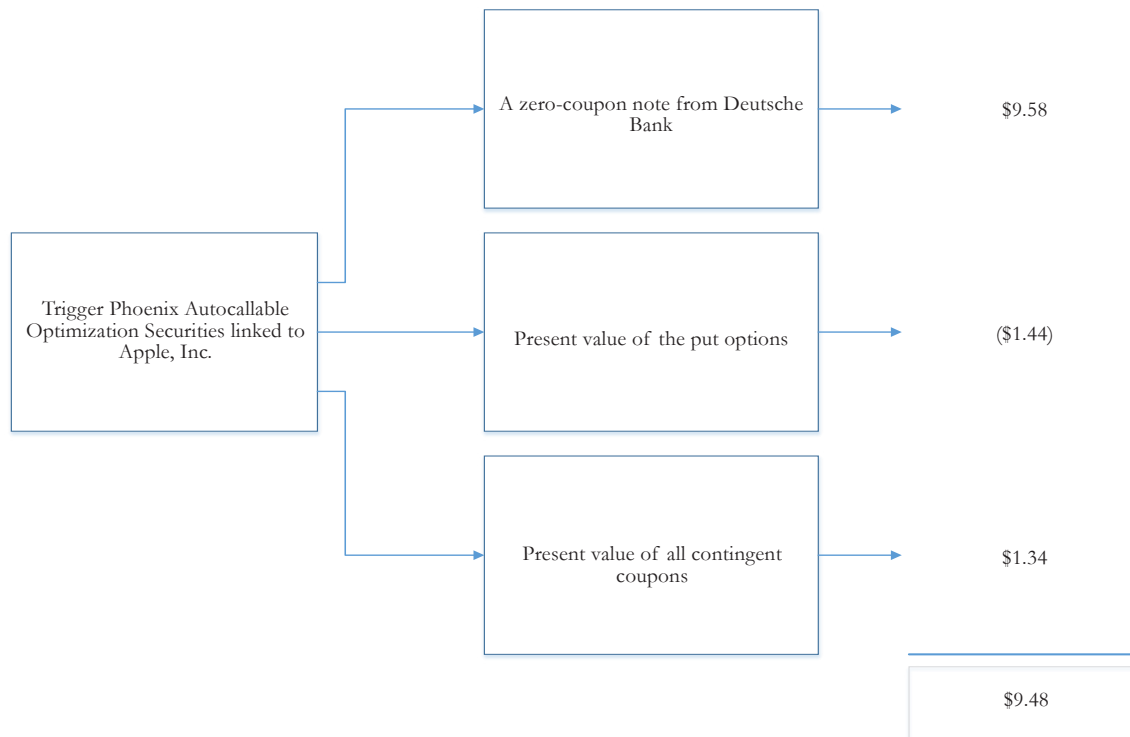 A zero-coupon note from Deutsche
Bank
$9.58
Trigger Phoenix Autocallable
Optimization Securities linked to
Apple, Inc.
Present value of the put options
($1.44)
Present value of all contingent
coupons
$1.34
$9.48